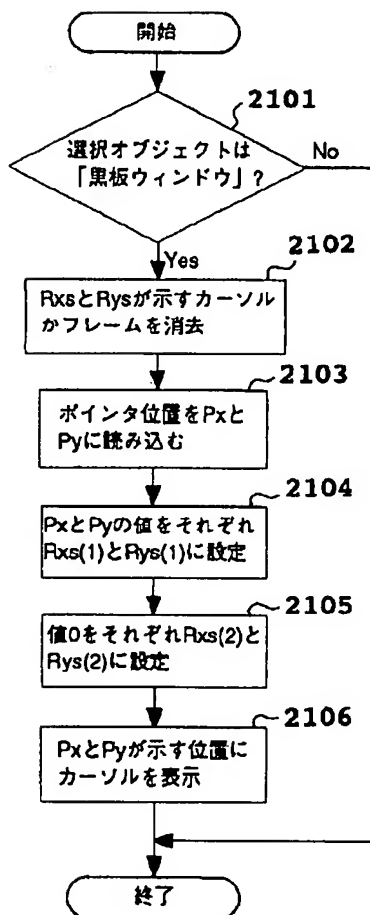 開始
2101
選択オブジェクトは
「黒板ウィンドウ」?
No
Yes
2102
RxsとRysが示すカーソル
かフレームを消去
2103
ポインタ位置をPxと
Pyに読み込む
2104
PxとPyの値をそれぞれ
Rxs(1)とRys(1)に設定
2105
値0をそれぞれRxs(2)と
Rys(2)に設定
2106
PxとPyが示す位置に
カーソルを表示
終了